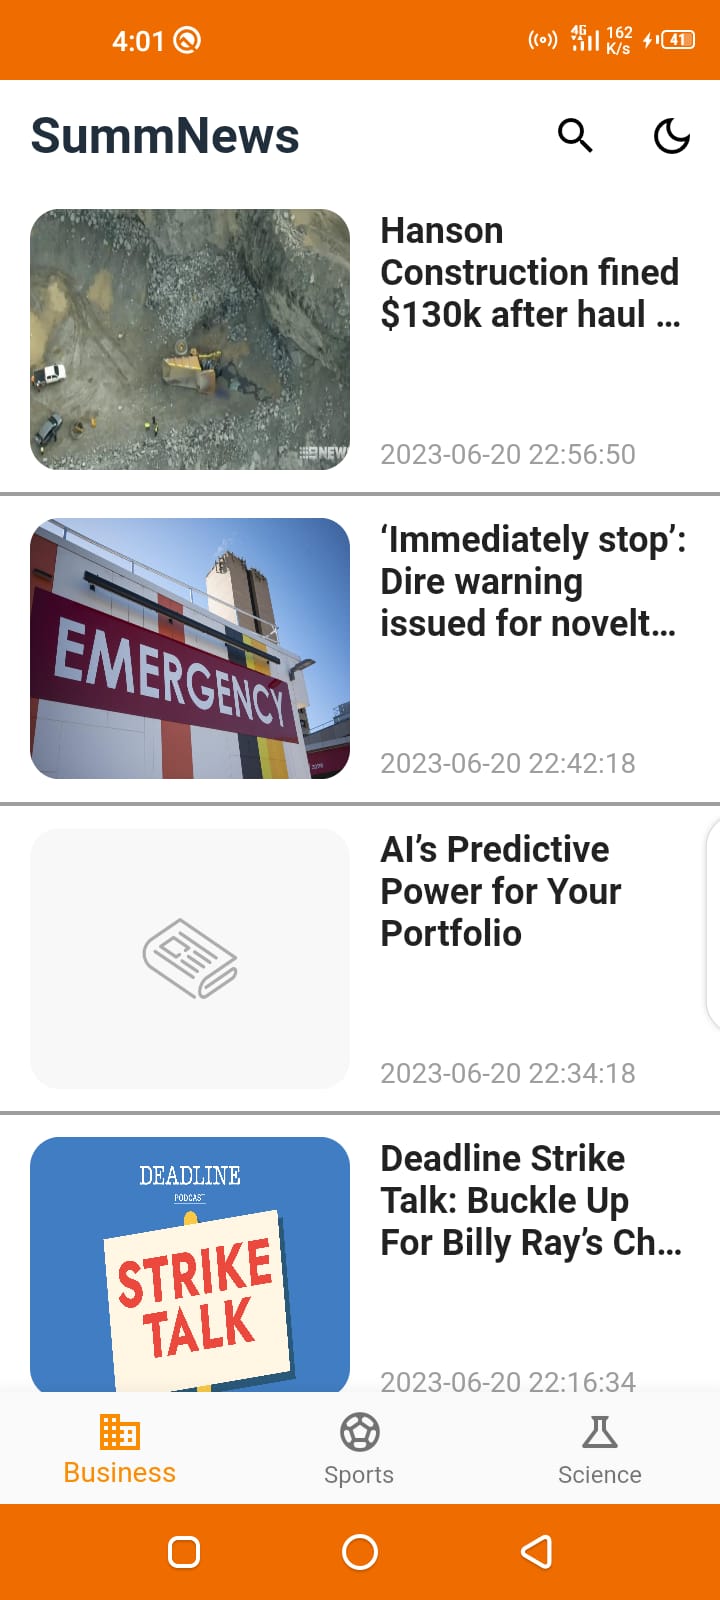 4:01
4G
162
K/s
41
SummNews
Hanson
Construction fined
$130k after haul ...
NEW
2023-06-20 22:56:50
‘Immediately stop’:
Dire warning
issued for novelt...
EMERGENCY
2023-06-20 22:42:18
AI’s Predictive
Power for Your
Portfolio
2023-06-20 22:34:18
Deadline Strike
Talk: Buckle Up
For Billy Ray’s Ch...
DEADLINE
PODCAST
STRIKE
TALK
2023-06-20 22:16:34
Business
Sports
Science